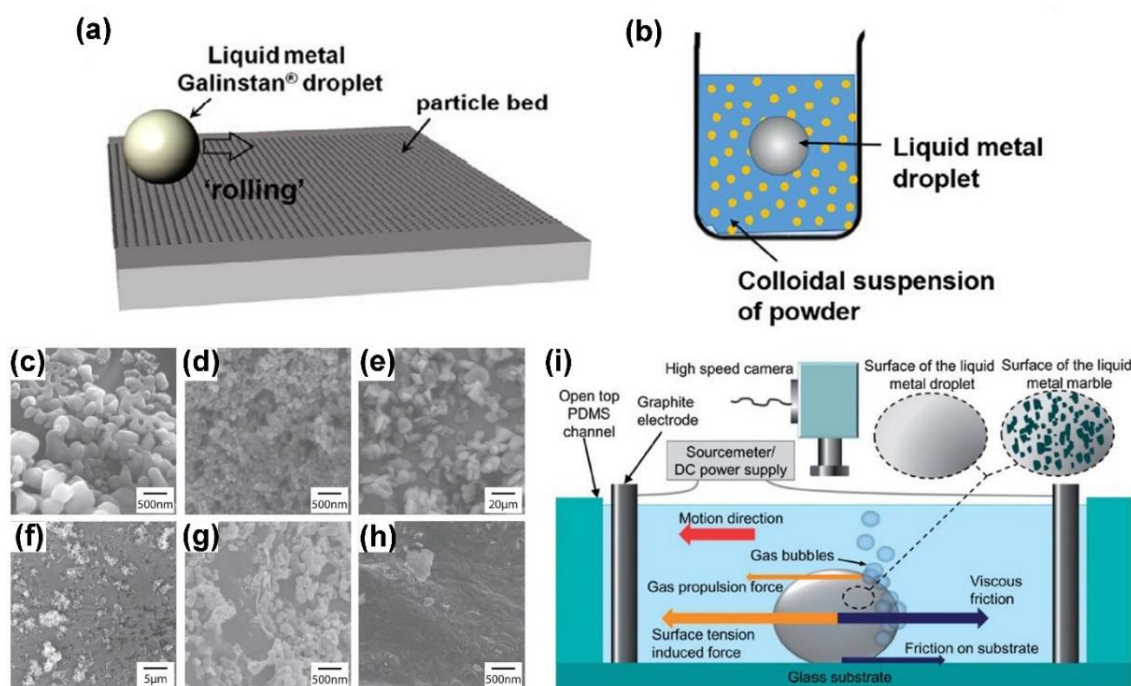 (a)
Liquid metal
Galinstan® droplet
particle bed
'rolling'
(b)
Liquid metal
droplet
Colloidal suspension
of powder
(c)
500nm
(d)
500nm
(e)
20μm
(f)
5μm
(g)
500nm
(h)
500nm
(i)
High speed camera
Surface of the liquid
metal droplet
Surface of the liquid
metal marble
Open top
PDMS
channel
Graphite
electrode
Sourcemeter/
DC power supply
Motion direction
Gas bubbles
Gas propulsion force
Viscous
friction
Surface tension
induced force
Friction on substrate
Glass substrate